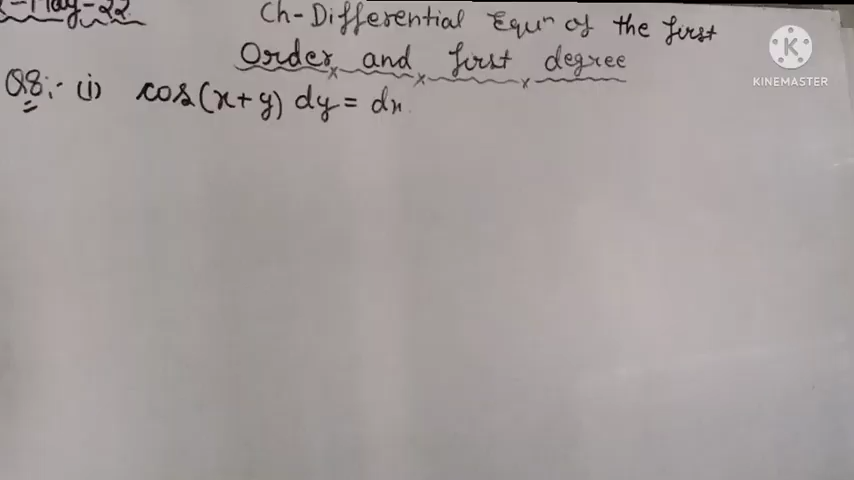 -May-22
Ch-Differential Equⁿ of the first
Order and first degree
KINEMASTER
Q8:- (i) cos(x+y) dy = dx.